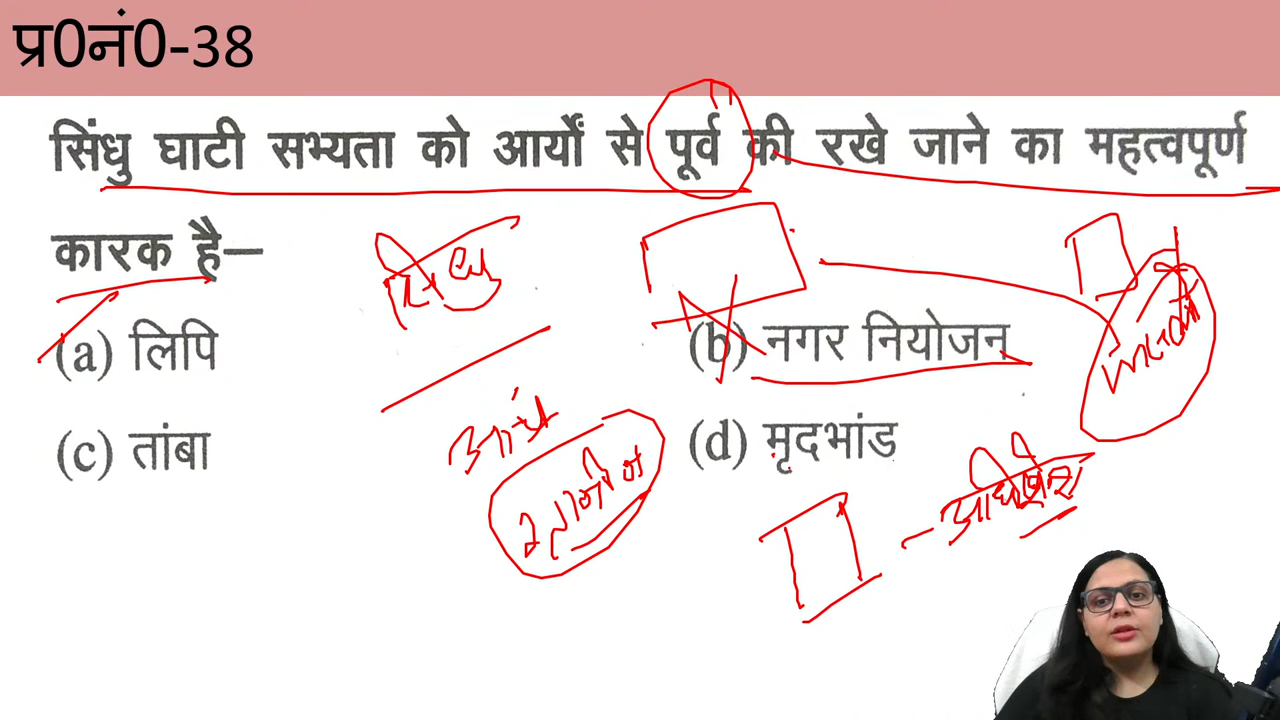 प्र0नं0-38
सिंधु घाटी सभ्यता को आर्यों से पूर्व की रखे जाने का महत्वपूर्ण
कारक है—
सिंधु
(a) लिपि
(b) नगर नियोजन
(c) तांबा
(d) मृदभांड